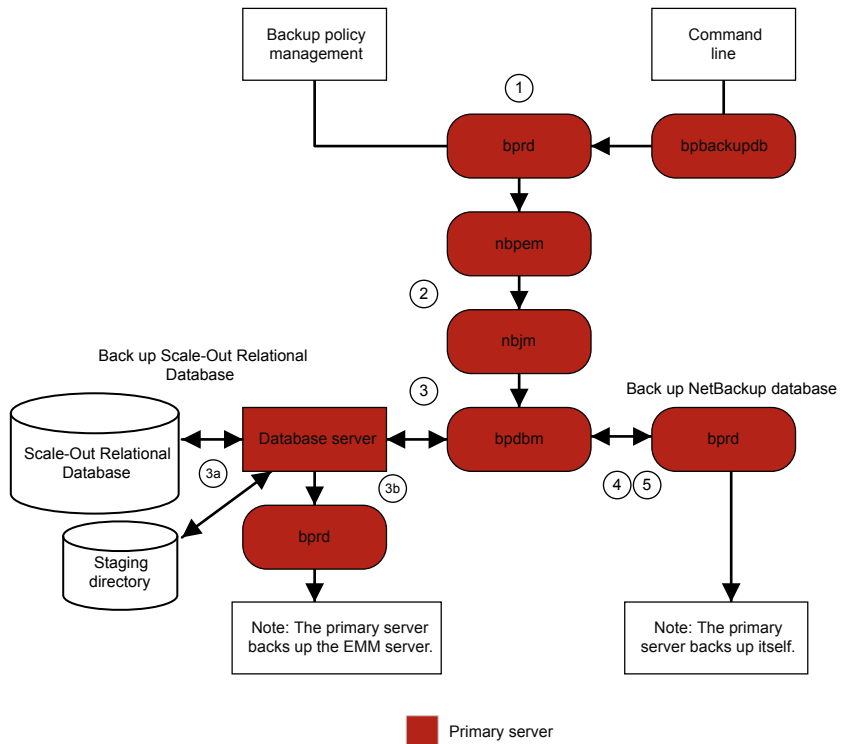 Backup policy
management
Command
line
1
bprd
bpbackupdb
nbpem
2
nbjm
Back up Scale-Out Relational
Database
3
Back up NetBackup database
Scale-Out Relational
Database
3a
Database server
3b
bpdbm
4
5
bprd
Staging
directory
bprd
Note: The primary server
backs up the EMM server.
Note: The primary
server backs up itself.
Primary server